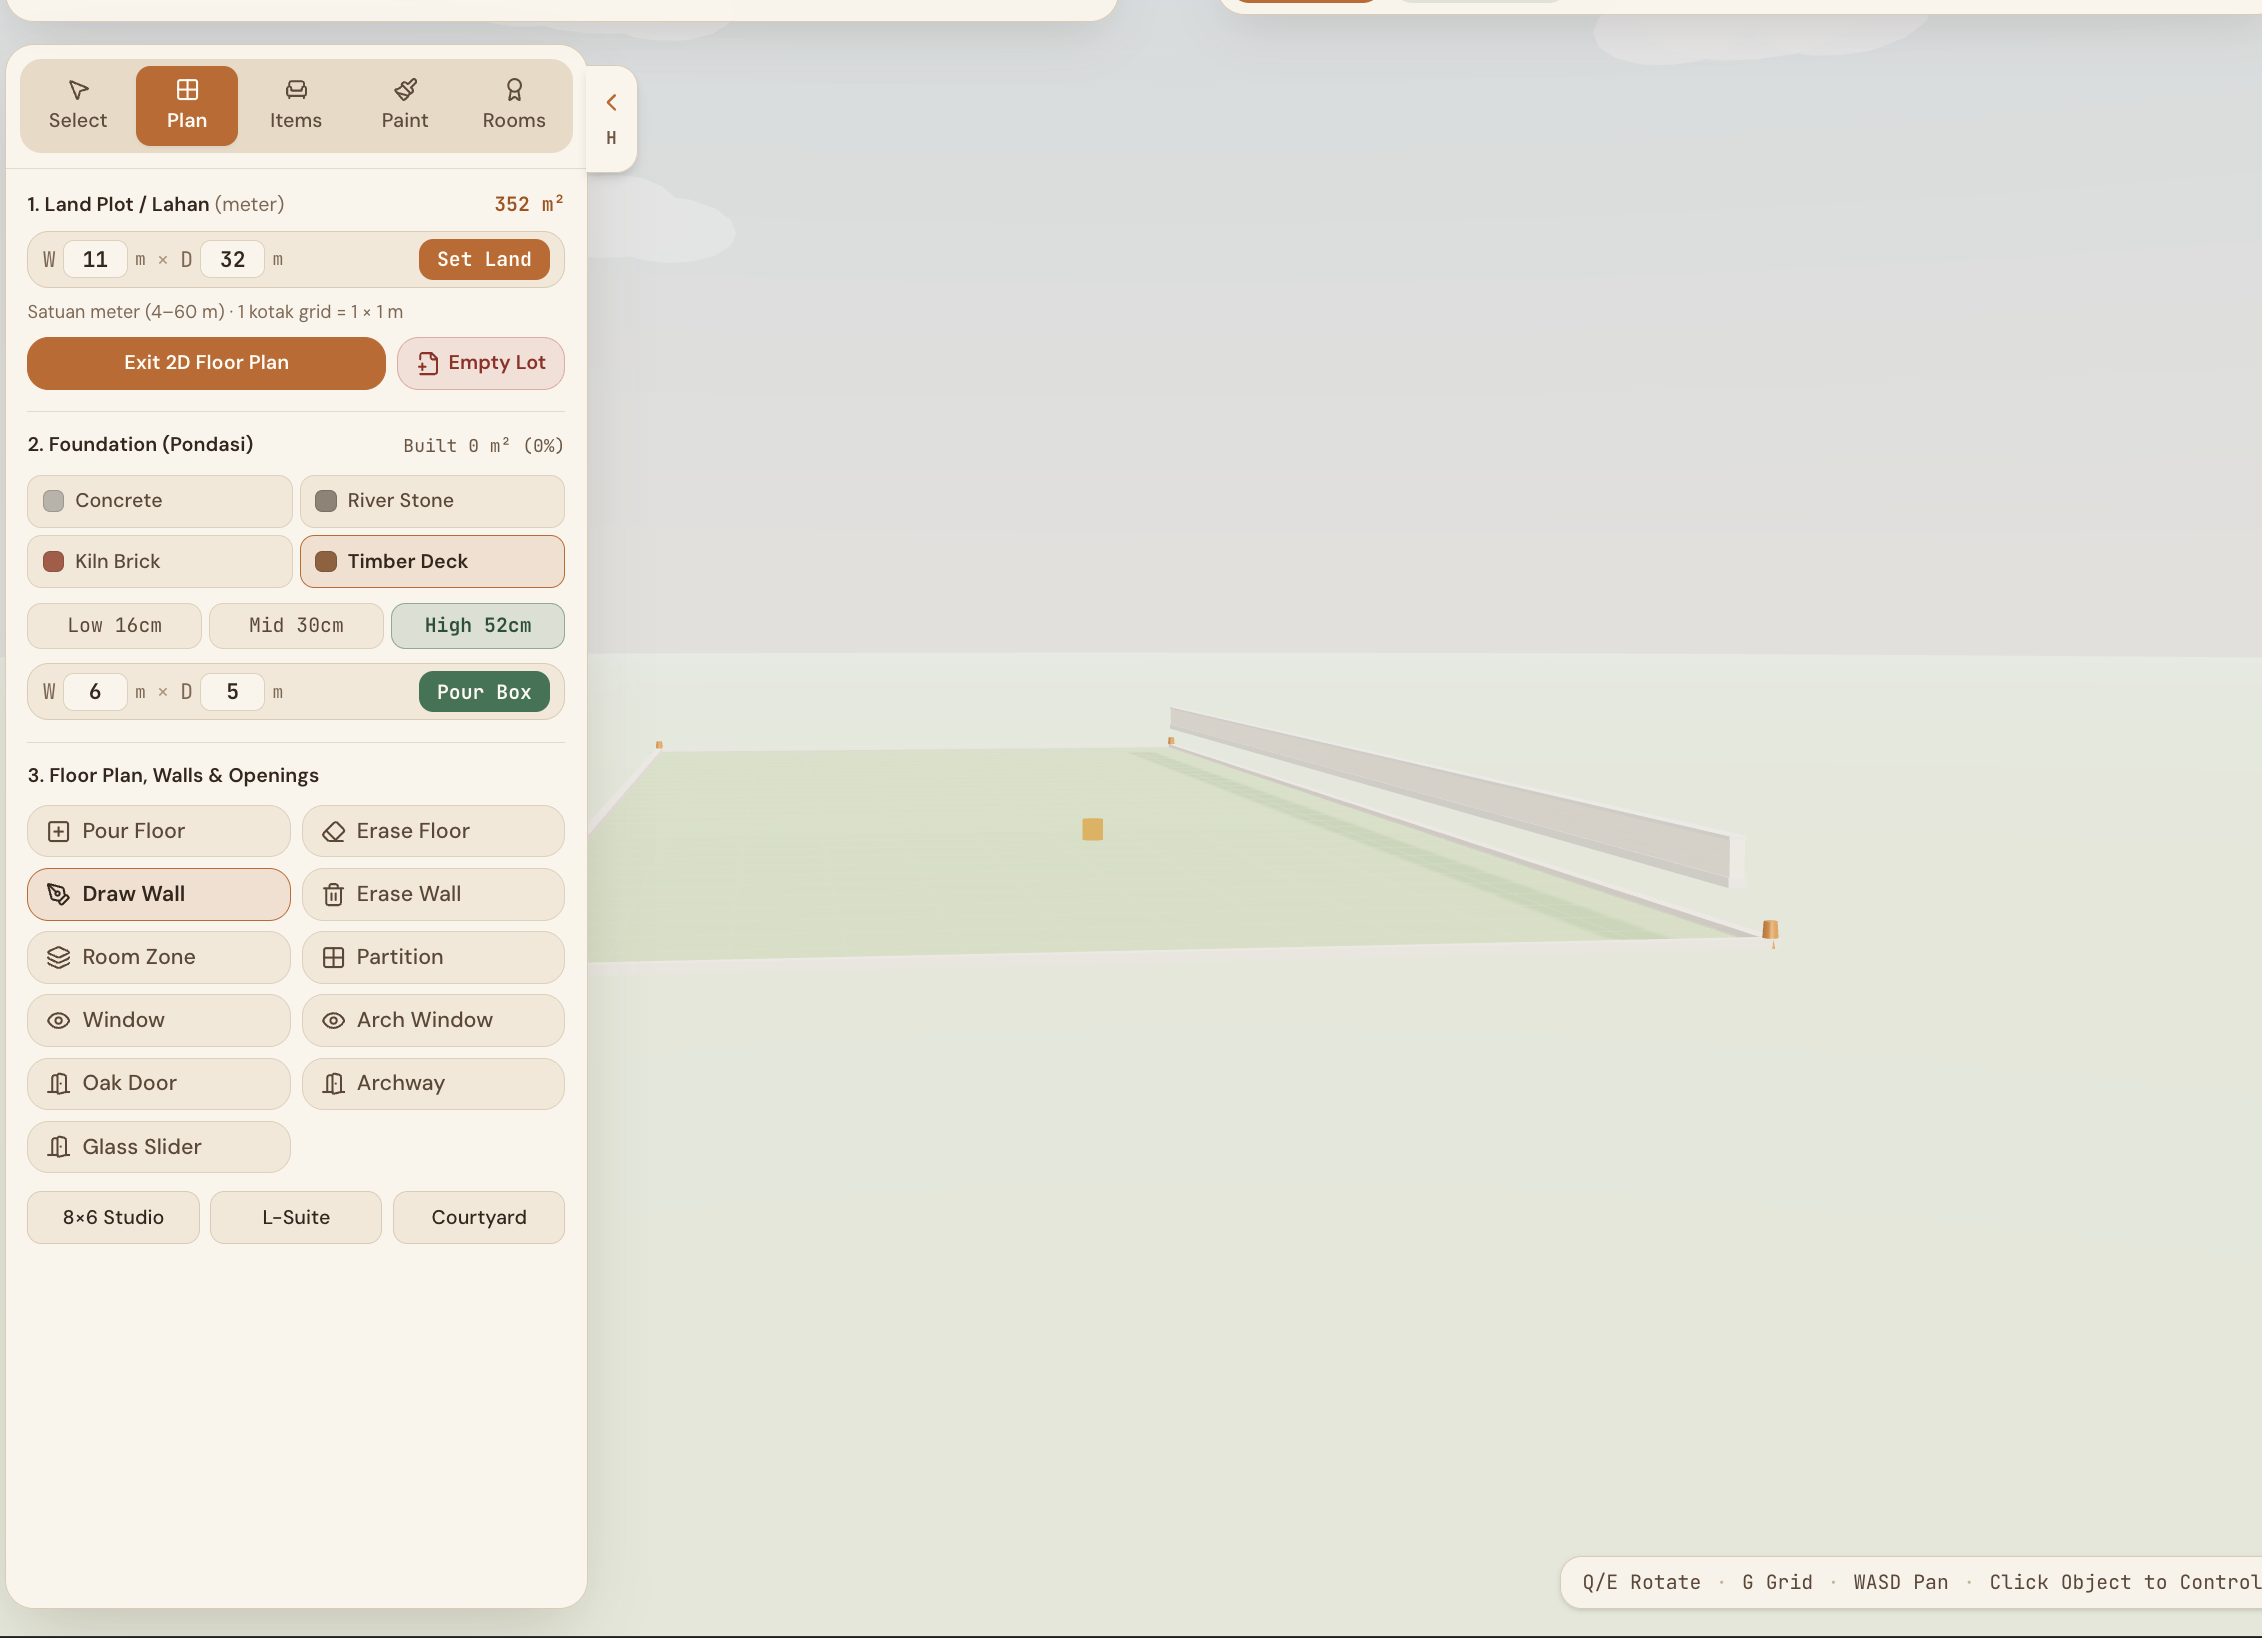 Select
Plan
Items
Paint
Rooms
H
1. Land Plot / Lahan (meter) 352 m²
W 11 m × D 32 m Set Land
Satuan meter (4–60 m) · 1 kotak grid = 1 × 1 m
Exit 2D Floor Plan
Empty Lot
2. Foundation (Pondasi) Built 0 m² (0%)
Concrete
River Stone
Kiln Brick
Timber Deck
Low 16cm
Mid 30cm
High 52cm
W 6 m × D 5 m Pour Box
3. Floor Plan, Walls & Openings
Pour Floor
Erase Floor
Draw Wall
Erase Wall
Room Zone
Partition
Window
Arch Window
Oak Door
Archway
Glass Slider
8×6 Studio
L-Suite
Courtyard
Q/E Rotate · G Grid · WASD Pan · Click Object to Control